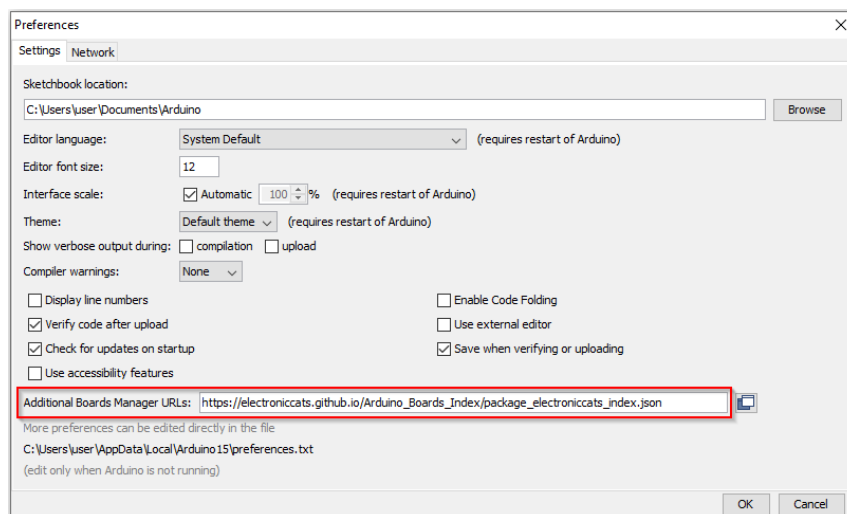 Preferences
Settings Network
Sketchbook location:
C:\Users\user\Documents\Arduino Browse
Editor language: System Default (requires restart of Arduino)
Editor font size: 12
Interface scale: Automatic 100 % (requires restart of Arduino)
Theme: Default theme (requires restart of Arduino)
Show verbose output during: compilation upload
Compiler warnings: None
Display line numbers Enable Code Folding
Verify code after upload Use external editor
Check for updates on startup Save when verifying or uploading
Use accessibility features
Additional Boards Manager URLs: https://electroniccats.github.io/Arduino_Boards_Index/package_electroniccats_index.json
More preferences can be edited directly in the file
C:\Users\user\AppData\Local\Arduino15\preferences.txt
(edit only when Arduino is not running)
OK Cancel